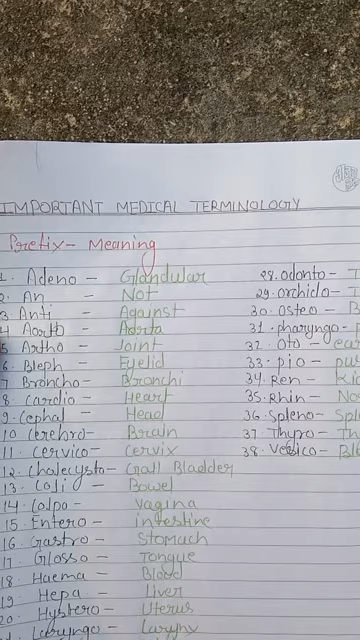 IMPORTANT MEDICAL TERMINOLOGY
Prefix - Meaning
1. Adeno - Glandular
2. An - Not
3 Anti - Against
4 Aorto - Aorta
5 Artho - Joint
6. Bleph - Eyelid
7 Broncho - Bronchi
8. Cardio - Heart
9. Cephal - Head
10 Cerebro - Brain
11. Cervico - Cervix
12. Cholecysto - Gall Bladder
13. Coli - Bowel
14. Colpo - Vagina
15 Entero - intestine
16. Gastro - Stomach
17. Glosso - Tongue
18. Haema - Blood
19. Hepa - Liver
20. Hystero - Uterus
Laryngo - Larynx
28. Odonto -
29. Orchido -
30. Osteo -
31. Pharyngo -
32. Oto - ear
33. pio -
34. Ren -
35. Rhin -
36. Spleno -
37. Thyro -
38. Vesico -